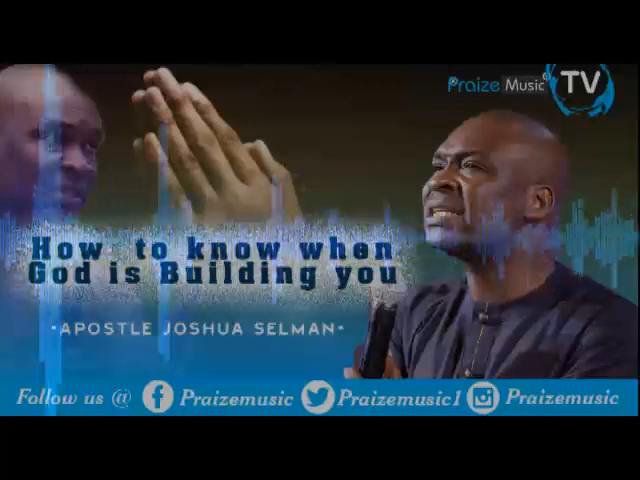 Praize Music TV
How to know when
God is Building you
•APOSTLE JOSHUA SELMAN•
Follow us @ Praizemusic Praizemusic1 Praizemusic